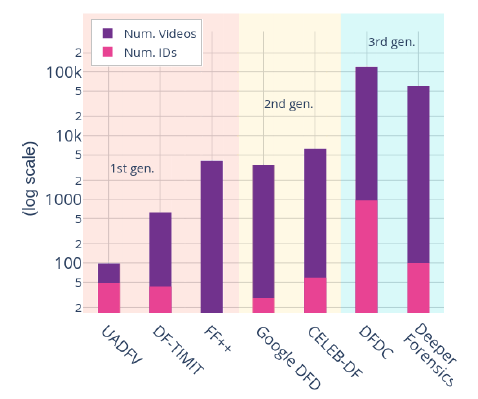 Num. Videos
Num. IDs
3rd gen.
2nd gen.
1st gen.
(log scale)
2
100k
5
2
10k
5
2
1000
5
2
100
5
2
UADFV
DF-TIMIT
FF++
Google DFD
CELEB-DF
DFDC
Deeper
Forensics